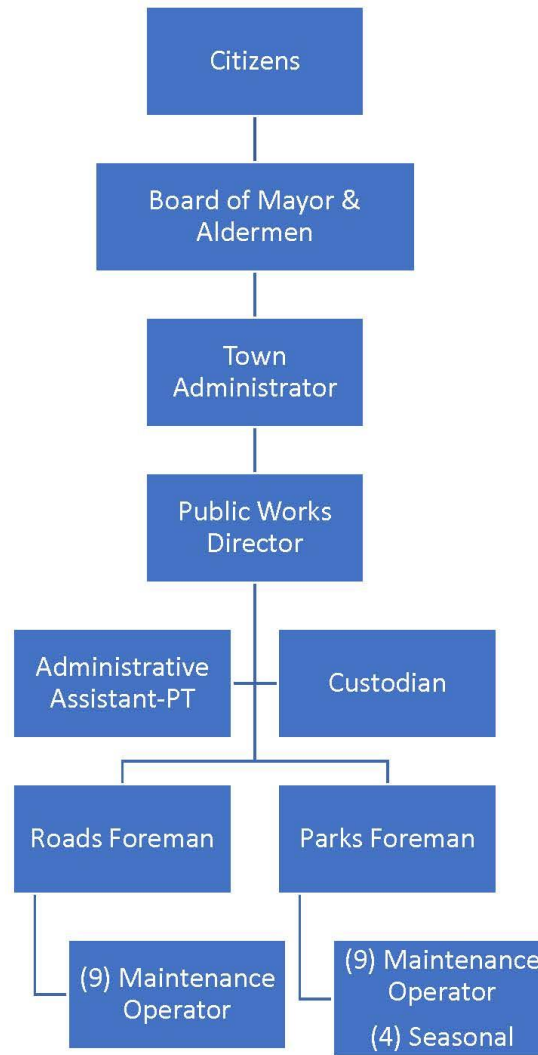 Citizens
Board of Mayor &
Aldermen
Town
Administrator
Public Works
Director
Administrative
Assistant-PT
Custodian
Roads Foreman
Parks Foreman
(9) Maintenance
Operator
(9) Maintenance
Operator
(4) Seasonal